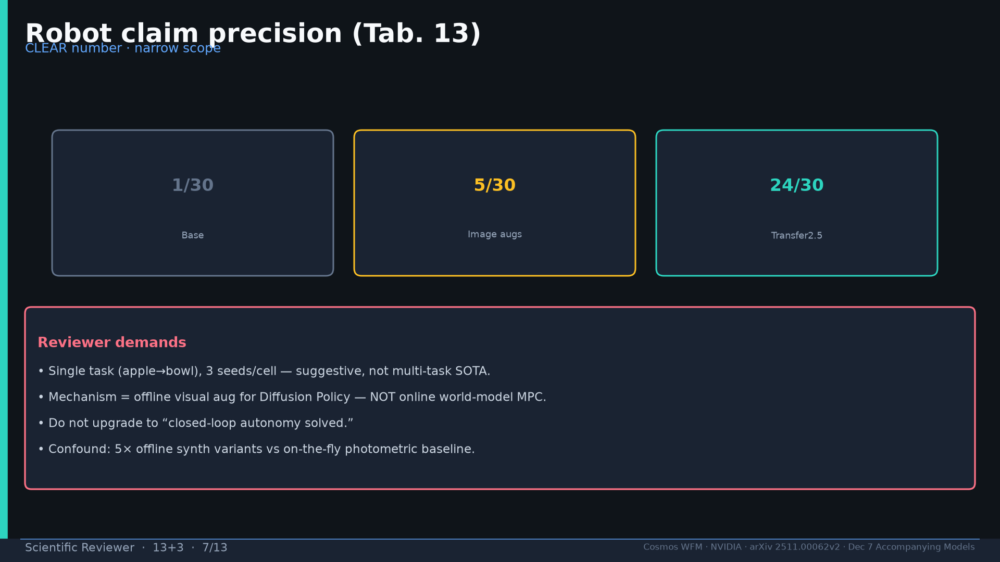 Robot claim precision (Tab. 13)
CLEAR number · narrow scope
1/30
Base
5/30
Image augs
24/30
Transfer2.5
Reviewer demands
• Single task (apple→bowl), 3 seeds/cell — suggestive, not multi-task SOTA.
• Mechanism = offline visual aug for Diffusion Policy — NOT online world-model MPC.
• Do not upgrade to “closed-loop autonomy solved.”
• Confound: 5× offline synth variants vs on-the-fly photometric baseline.
Scientific Reviewer · 13+3 · 7/13
Cosmos WFM · NVIDIA · arXiv 2511.00062v2 · Dec 7 Accompanying Models